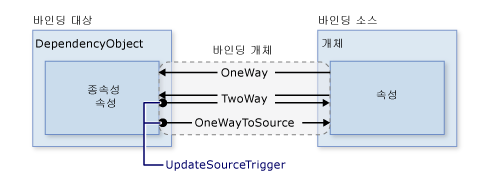 바인딩 대상
바인딩 소스
DependencyObject
바인딩 개체
개체
OneWay
종속성
속성
TwoWay
속성
OneWayToSource
UpdateSourceTrigger